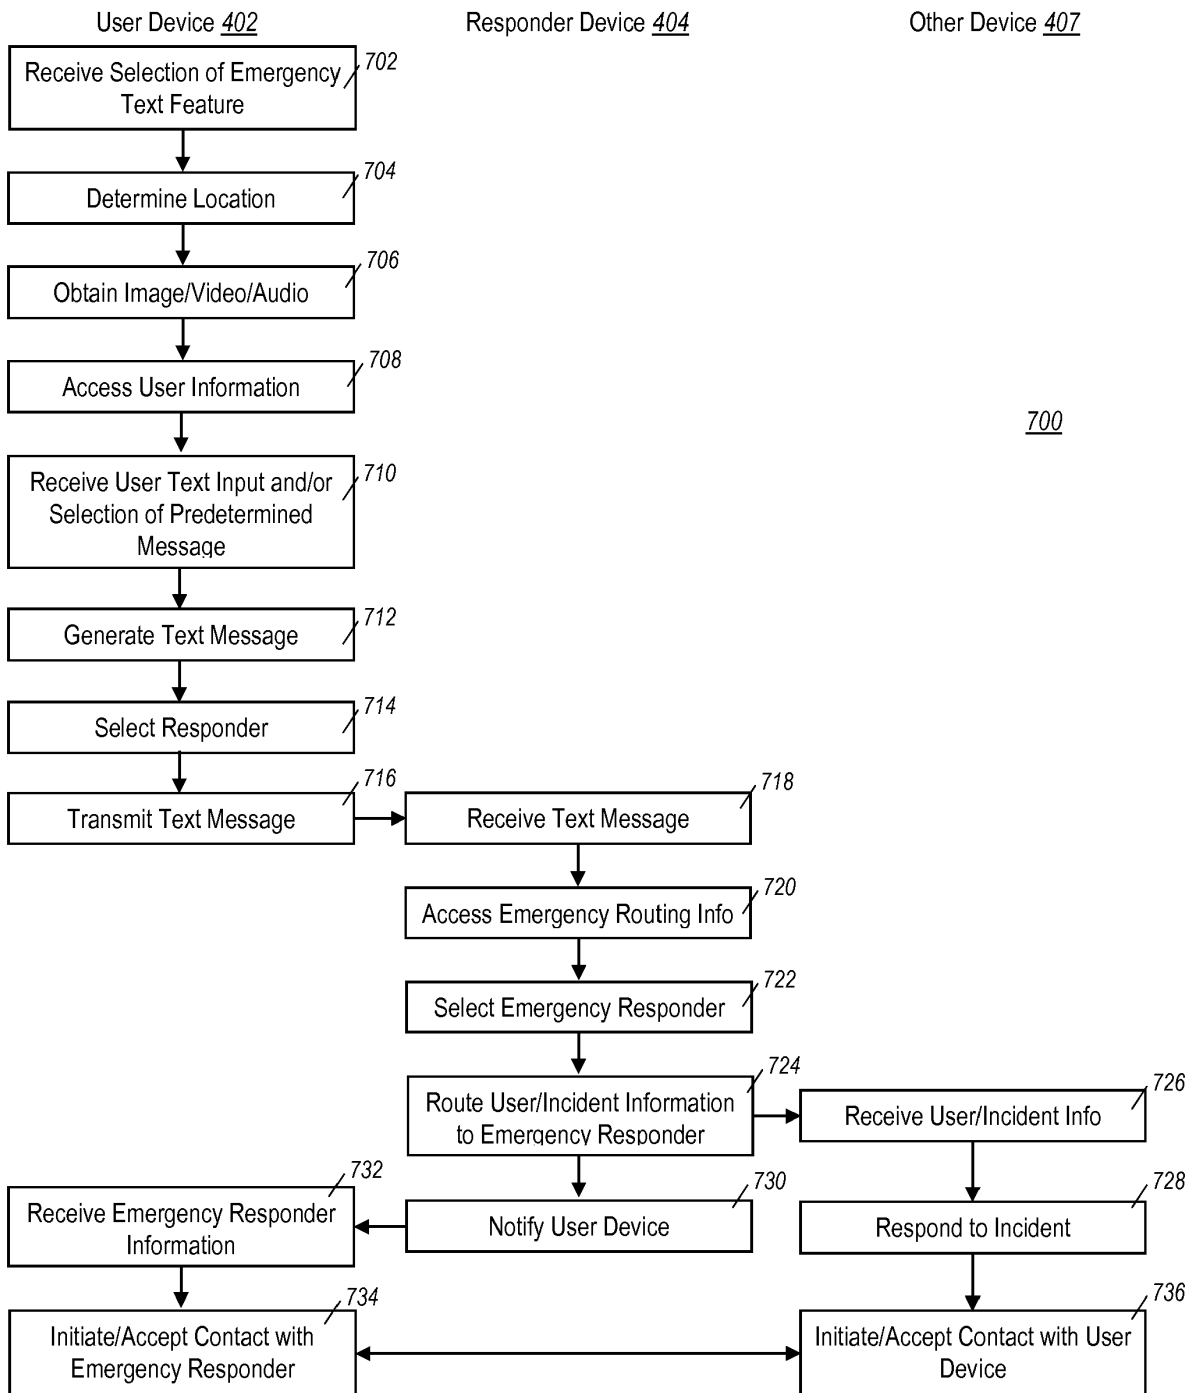 User Device 402
Responder Device 404
Other Device 407
Receive Selection of Emergency
Text Feature
702
Determine Location
704
Obtain Image/Video/Audio
706
Access User Information
708
700
Receive User Text Input and/or
Selection of Predetermined
Message
710
Generate Text Message
712
Select Responder
714
Transmit Text Message
716
Receive Text Message
718
Access Emergency Routing Info
720
Select Emergency Responder
722
Route User/Incident Information
to Emergency Responder
724
Receive User/Incident Info
726
Respond to Incident
728
Notify User Device
730
Receive Emergency Responder
Information
732
Initiate/Accept Contact with
Emergency Responder
734
Initiate/Accept Contact with User
Device
736